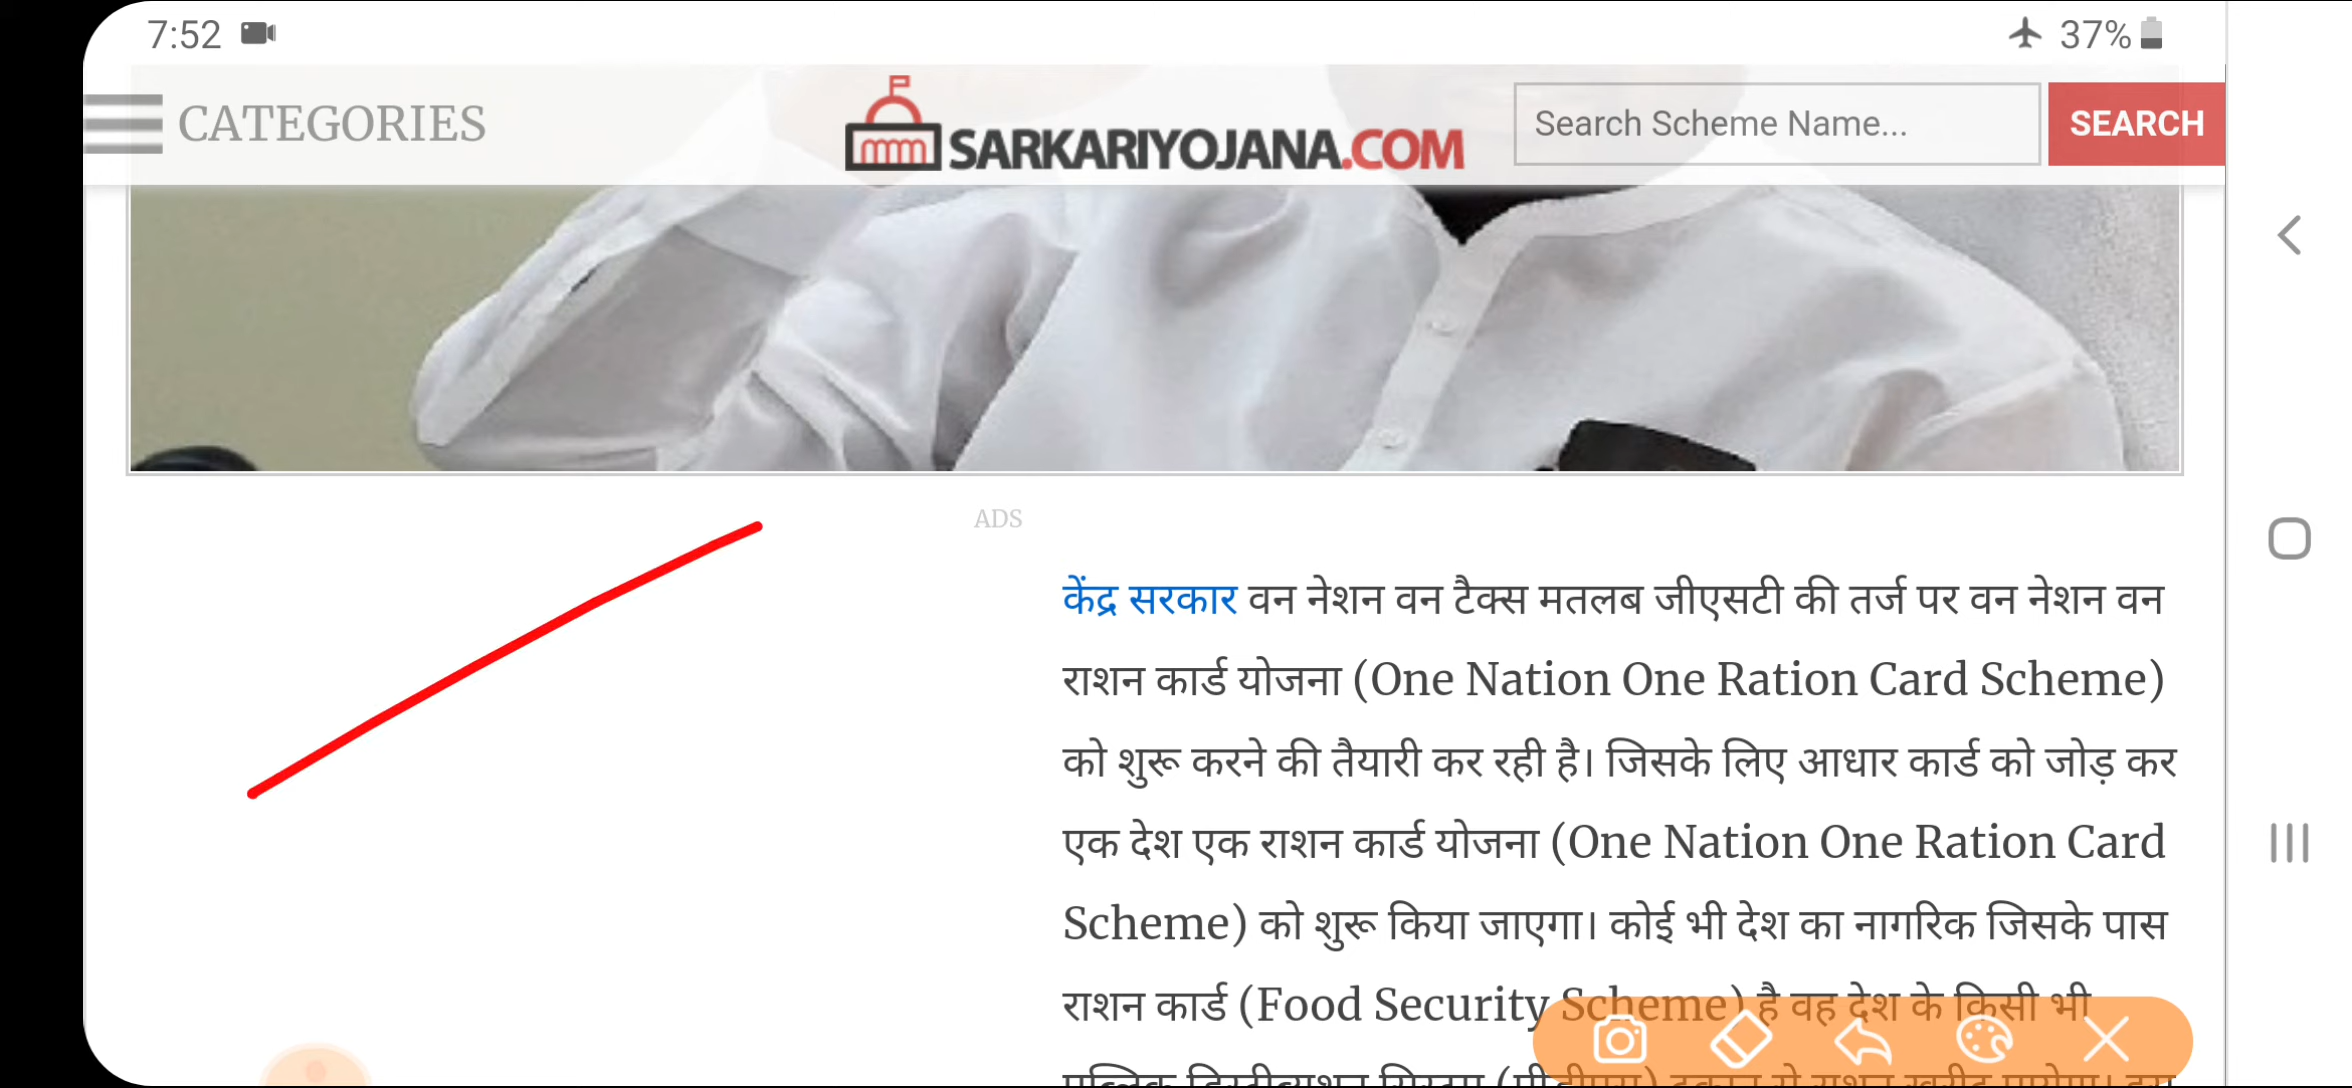 7:52
37%
CATEGORIES
SARKARIYOJANA.COM
Search Scheme Name...
SEARCH
ADS
केंद्र सरकार वन नेशन वन टैक्स मतलब जीएसटी की तर्ज पर वन नेशन वन
राशन कार्ड योजना (One Nation One Ration Card Scheme)
को शुरू करने की तैयारी कर रही है। जिसके लिए आधार कार्ड को जोड़ कर
एक देश एक राशन कार्ड योजना (One Nation One Ration Card
Scheme) को शुरू किया जाएगा। कोई भी देश का नागरिक जिसके पास
राशन कार्ड (Food Security Scheme) है वह देश के किसी भी